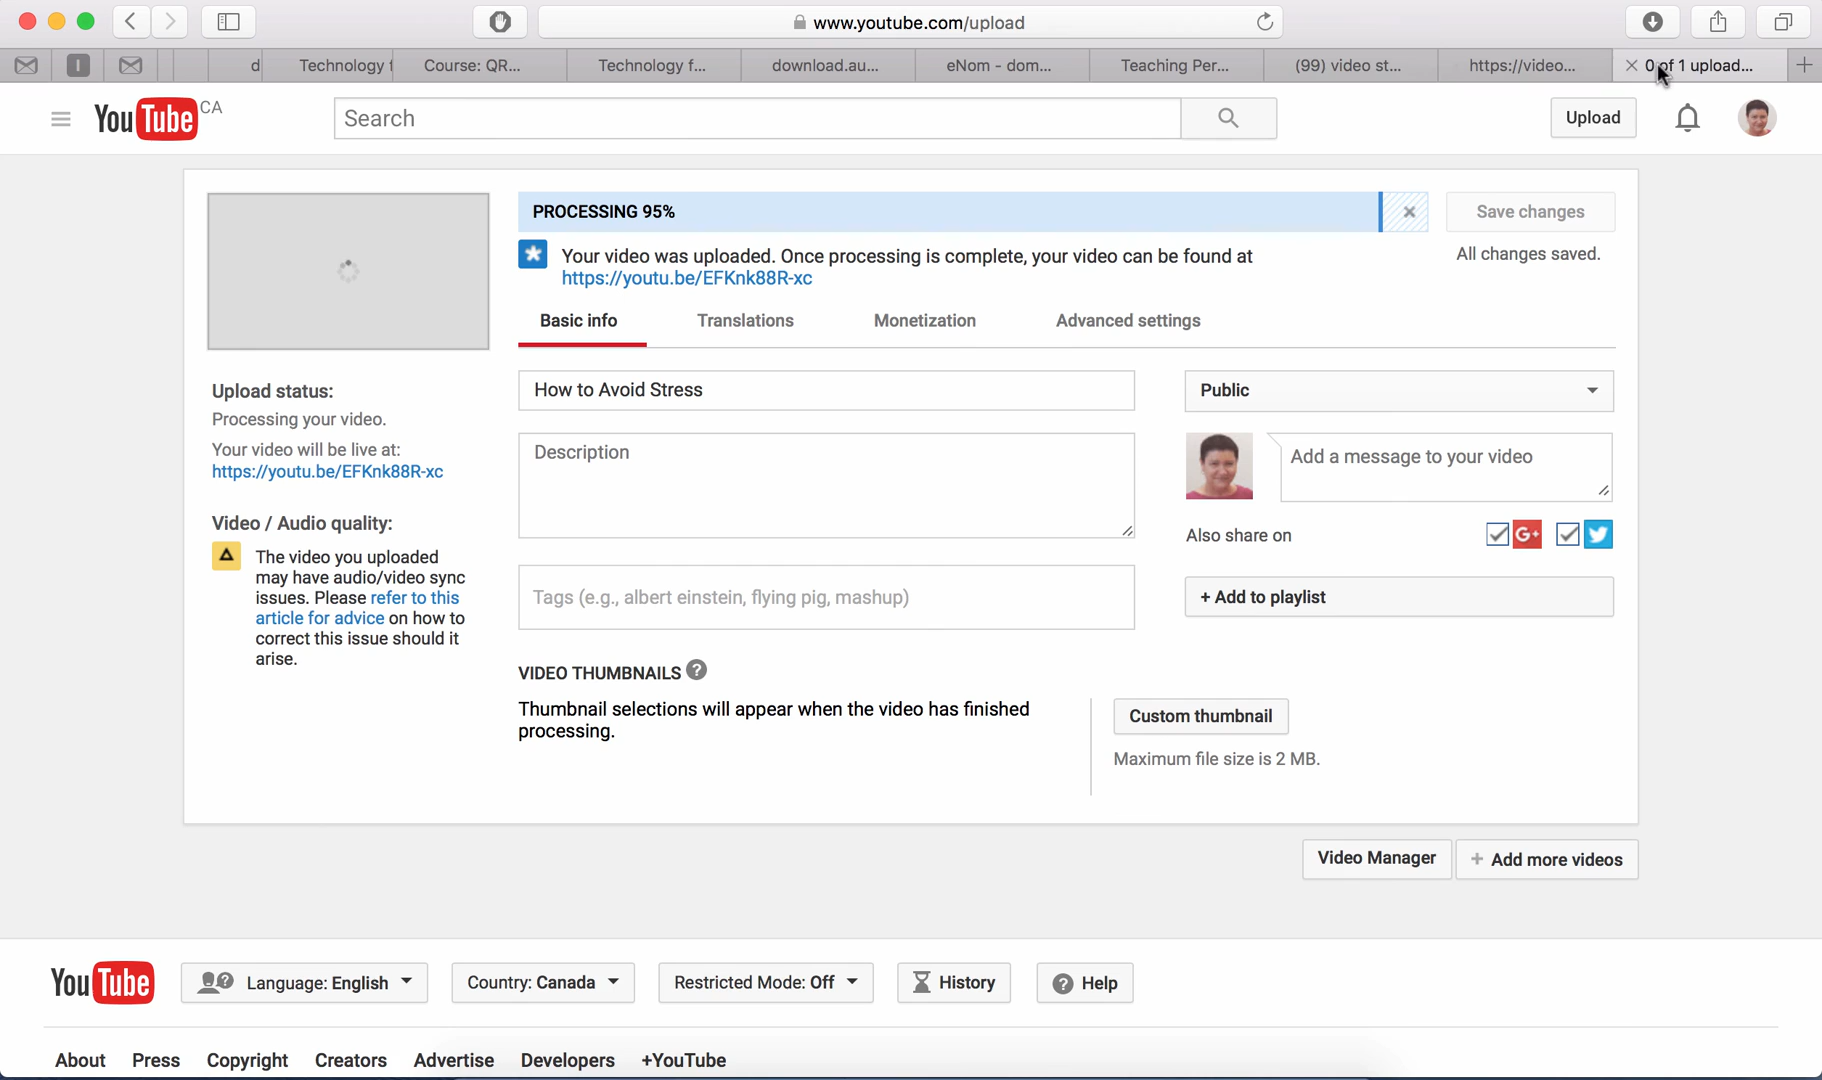 www.youtube.com/upload
d
Technology f
Course: QR...
Technology f...
download.au...
eNom - dom...
Teaching Per...
(99) video st...
https://video...
0 of 1 upload...
YouTube CA
Search
Upload
PROCESSING 95%
Save changes
Your video was uploaded. Once processing is complete, your video can be found at
https://youtu.be/EFKnk88R-xc
All changes saved.
Basic info
Translations
Monetization
Advanced settings
Upload status:
Processing your video.
Your video will be live at:
https://youtu.be/EFKnk88R-xc
Video / Audio quality:
The video you uploaded
may have audio/video sync
issues. Please refer to this
article for advice on how to
correct this issue should it
arise.
How to Avoid Stress
Description
Tags (e.g., albert einstein, flying pig, mashup)
VIDEO THUMBNAILS ?
Thumbnail selections will appear when the video has finished
processing.
Custom thumbnail
Maximum file size is 2 MB.
Public
Add a message to your video
Also share on
G+
+ Add to playlist
Video Manager
+ Add more videos
YouTube
Language: English
Country: Canada
Restricted Mode: Off
History
? Help
About
Press
Copyright
Creators
Advertise
Developers
+YouTube